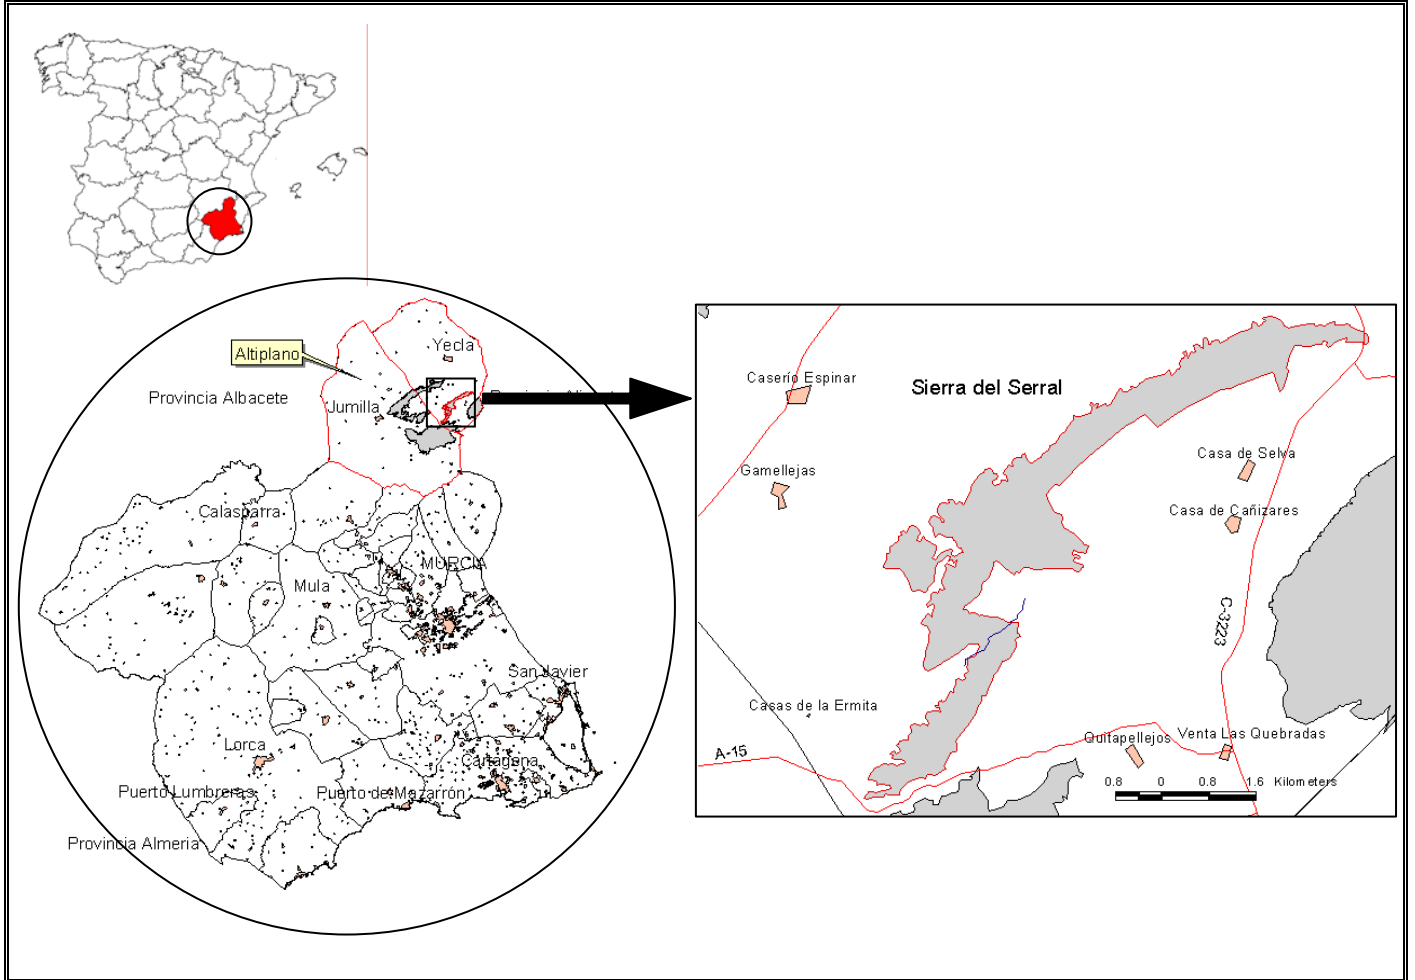 Altiplano
Yecla
Provincia Albacete
Jumilla
Calasparra
MURCIA
Mula
San Javier
Lorca
Cartagena
Puerto Lumbreras
Puerto de Mazarrón
Provincia Almeria
Caserío Espinar
Sierra del Serral
Gamellejas
Casa de Selva
Casa de Cañizares
C-3223
Casas de la Ermita
A-15
Quitapellejos
Venta Las Quebradas
0.8 0 0.8 1.6 Kilometers